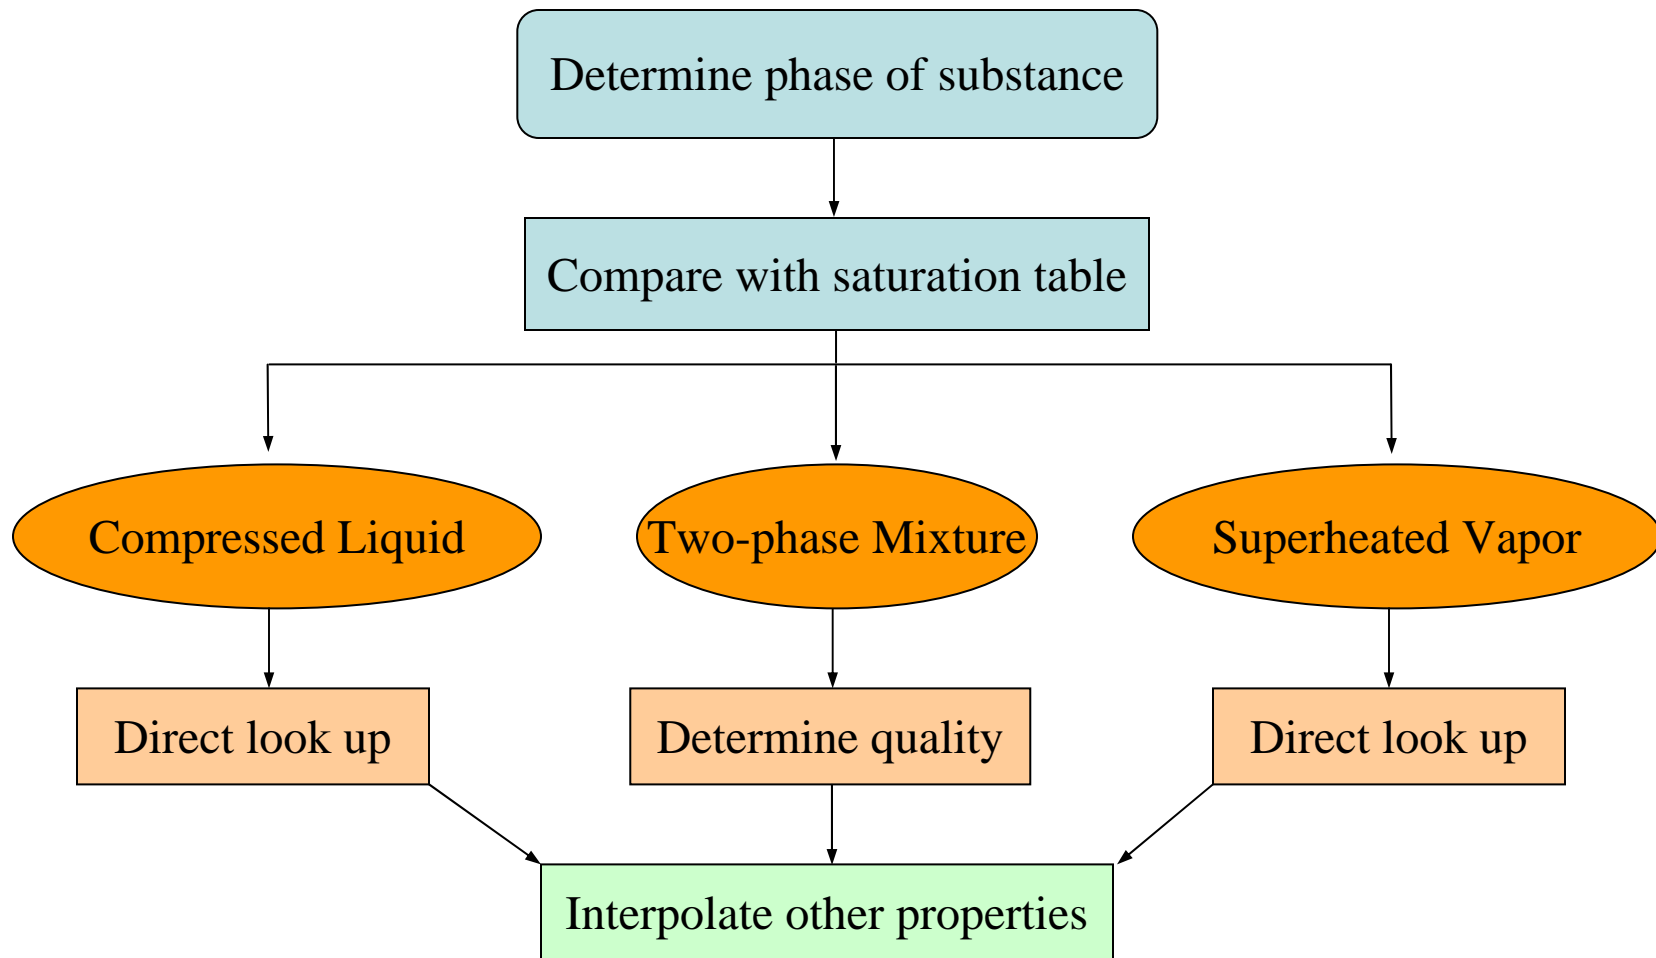 Determine phase of substance
Compare with saturation table
Compressed Liquid
Two-phase Mixture
Superheated Vapor
Direct look up
Determine quality
Direct look up
Interpolate other properties